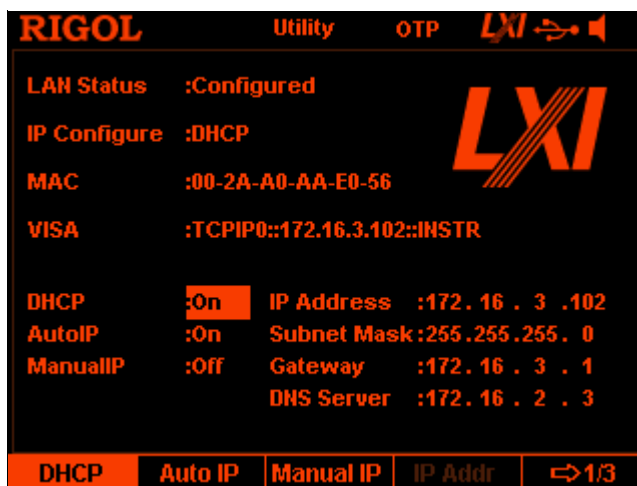 RIGOL Utility OTP LXI
LAN Status :Configured
LXI
IP Configure :DHCP
MAC :00-2A-A0-AA-E0-56
VISA :TCPIP0::172.16.3.102::INSTR
DHCP :On IP Address :172. 16 . 3 .102
AutoIP :On Subnet Mask:255.255.255. 0
ManualIP :Off Gateway :172. 16 . 3 . 1
DNS Server :172. 16 . 2 . 3
DHCP Auto IP Manual IP IP Addr ⇨1/3